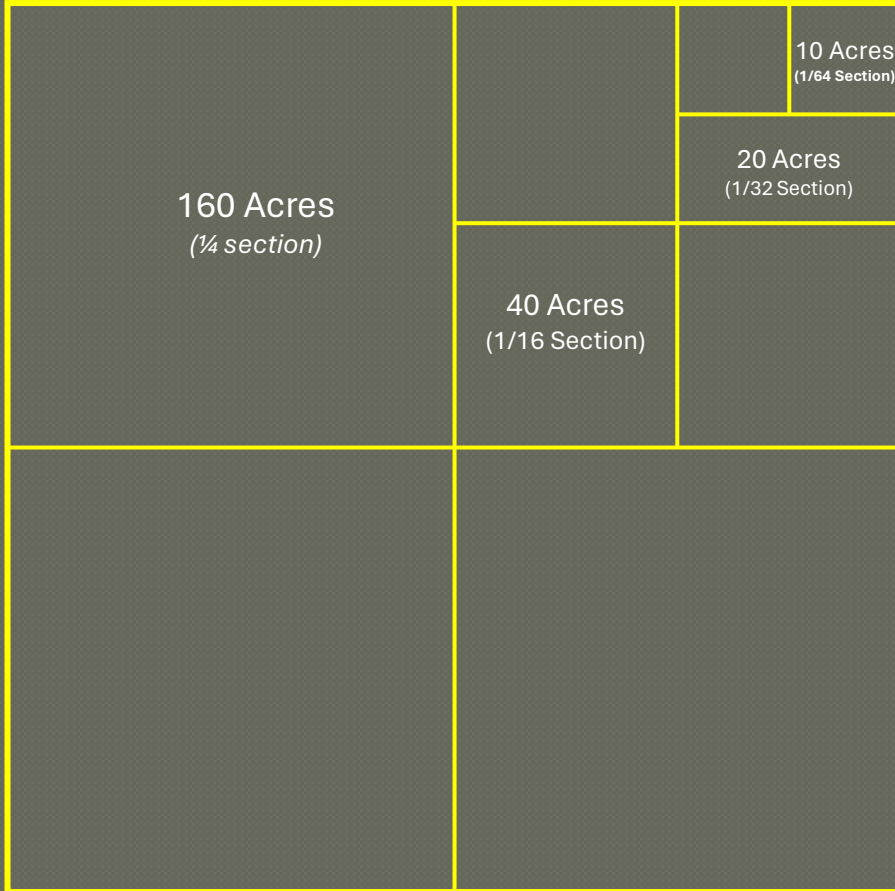 160 Acres
(¼ section)
10 Acres
(1/64 Section)
20 Acres
(1/32 Section)
40 Acres
(1/16 Section)